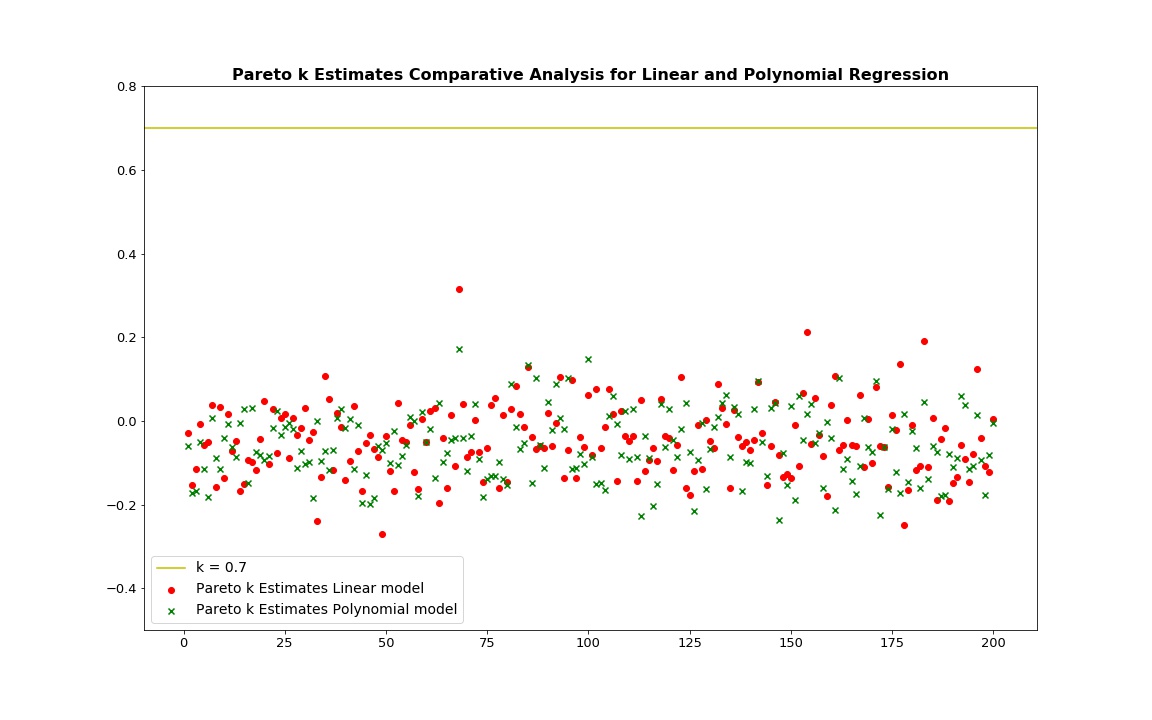 Pareto k Estimates Comparative Analysis for Linear and Polynomial Regression
0.8
0.6
0.4
0.2
0.0
−0.2
−0.4
k = 0.7
Pareto k Estimates Linear model
Pareto k Estimates Polynomial model
0 25 50 75 100 125 150 175 200